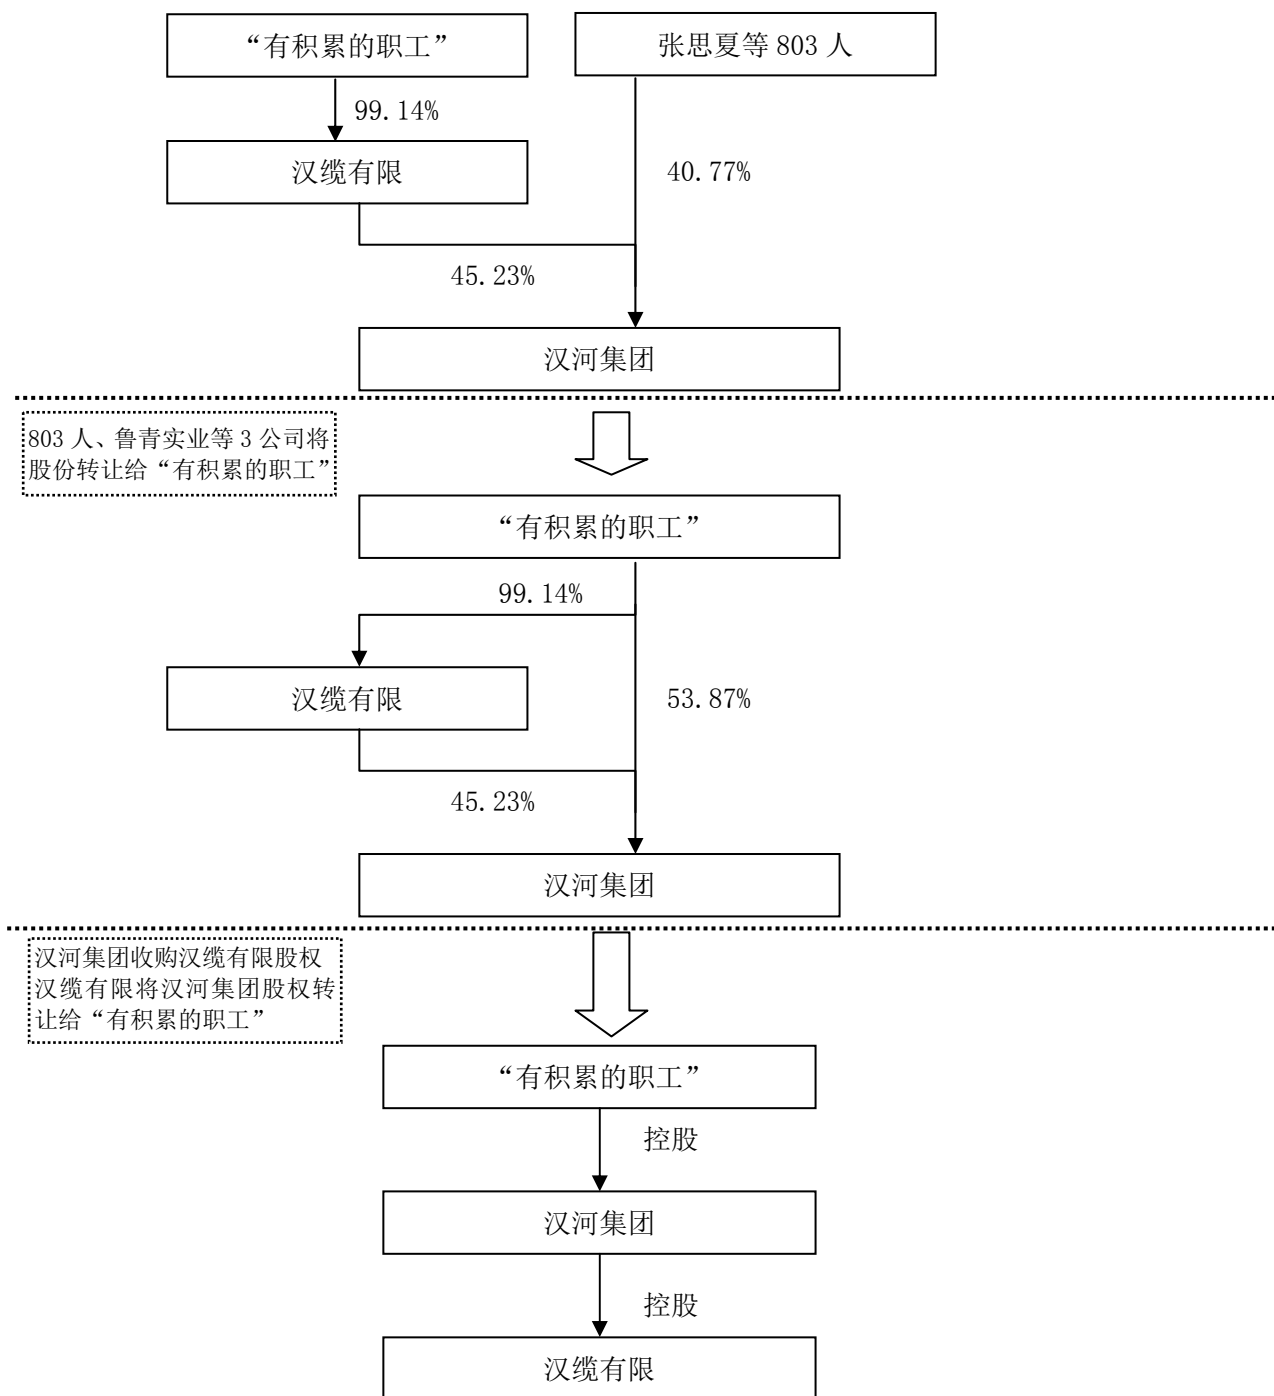 “有积累的职工”
张思夏等 803 人
99.14%
汉缆有限
40.77%
45.23%
汉河集团
803 人、鲁青实业等 3 公司将
股份转让给“有积累的职工”
“有积累的职工”
99.14%
汉缆有限
53.87%
45.23%
汉河集团
汉河集团收购汉缆有限股权
汉缆有限将汉河集团股权转
让给“有积累的职工”
“有积累的职工”
控股
汉河集团
控股
汉缆有限